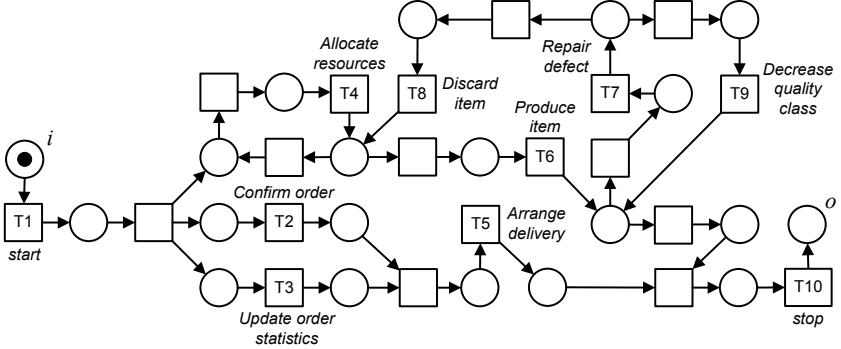 Allocate
resources
T4
T8
Discard
item
Repair
defect
T7
T9
Decrease
quality
class
Produce
item
T6
i
T1
start
Confirm order
T2
T3
Update order
statistics
T5
Arrange
delivery
o
T10
stop